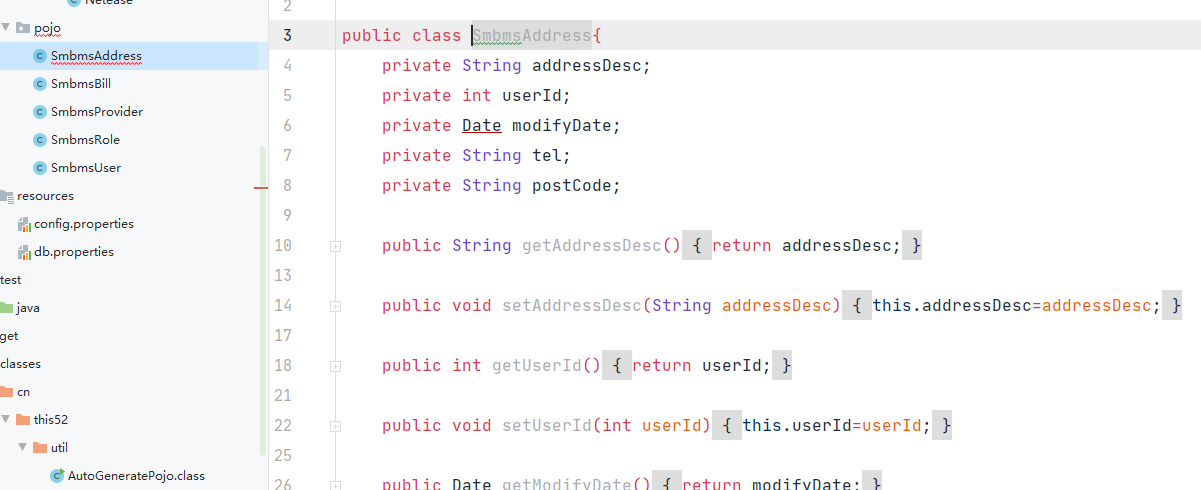 Netease
pojo
SmbmsAddress
SmbmsBill
SmbmsProvider
SmbmsRole
SmbmsUser
resources
config.properties
db.properties
test
java
get
classes
cn
this52
util
AutoGeneratePojo.class
2
3 public class SmbmsAddress{
4 private String addressDesc;
5 private int userId;
6 private Date modifyDate;
7 private String tel;
8 private String postCode;
9
10 public String getAddressDesc() { return addressDesc; }
13
14 public void setAddressDesc(String addressDesc) { this.addressDesc=addressDesc; }
17
18 public int getUserId() { return userId; }
21
22 public void setUserId(int userId) { this.userId=userId; }
25
26 public Date getModifyDate() { return modifyDate; }